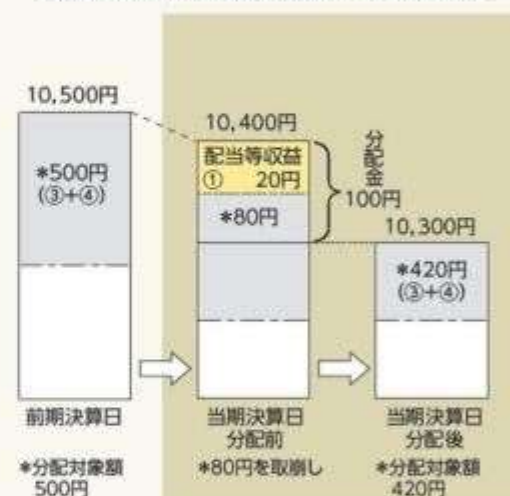 10,500円
*500円
(③+④)
10,400円
配当等収益
① 20円
*80円
分配金
100円
10,300円
*420円
(③+④)
前期決算日
当期決算日
分配前
当期決算日
分配後
*分配対象額
500円
*80円を取崩し
*分配対象額
420円